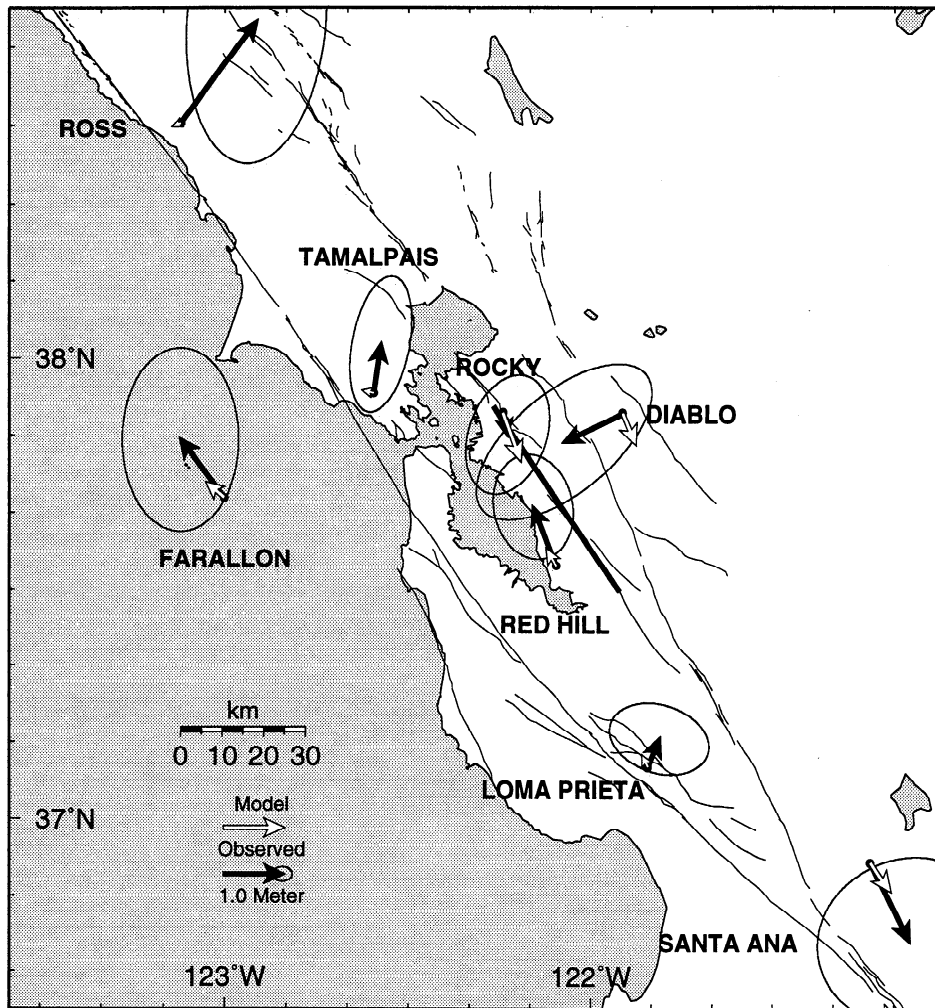 ROSS
TAMALPAIS
38°N
ROCKY
DIABLO
FARALLON
RED HILL
km
0 10 20 30
LOMA PRIETA
Model
37°N
Observed
1.0 Meter
SANTA ANA
123°W
122°W